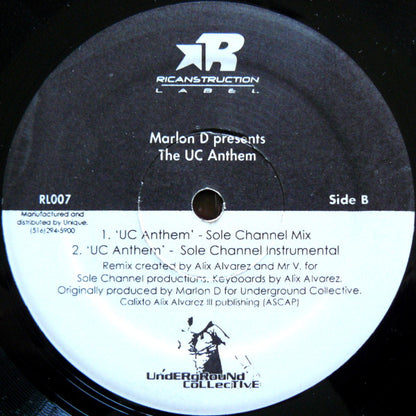 R
RICANSTRUCTION
LABEL
Marlon D presents
The UC Anthem
RL007
Side B
Manufactured and
distributed by Unique.
(516)294-5900
1. 'UC Anthem' - Sole Channel Mix
2. 'UC Anthem' - Sole Channel Instrumental
Remix created by Alix Alvarez and Mr V. for
Sole Channel productions. Keyboards by Alix Alvarez.
Originally produced by Marlon D for Underground Collective.
Calixto Alix Alvarez III publishing (ASCAP)
UndERgRouNd
CoLLecTIVE